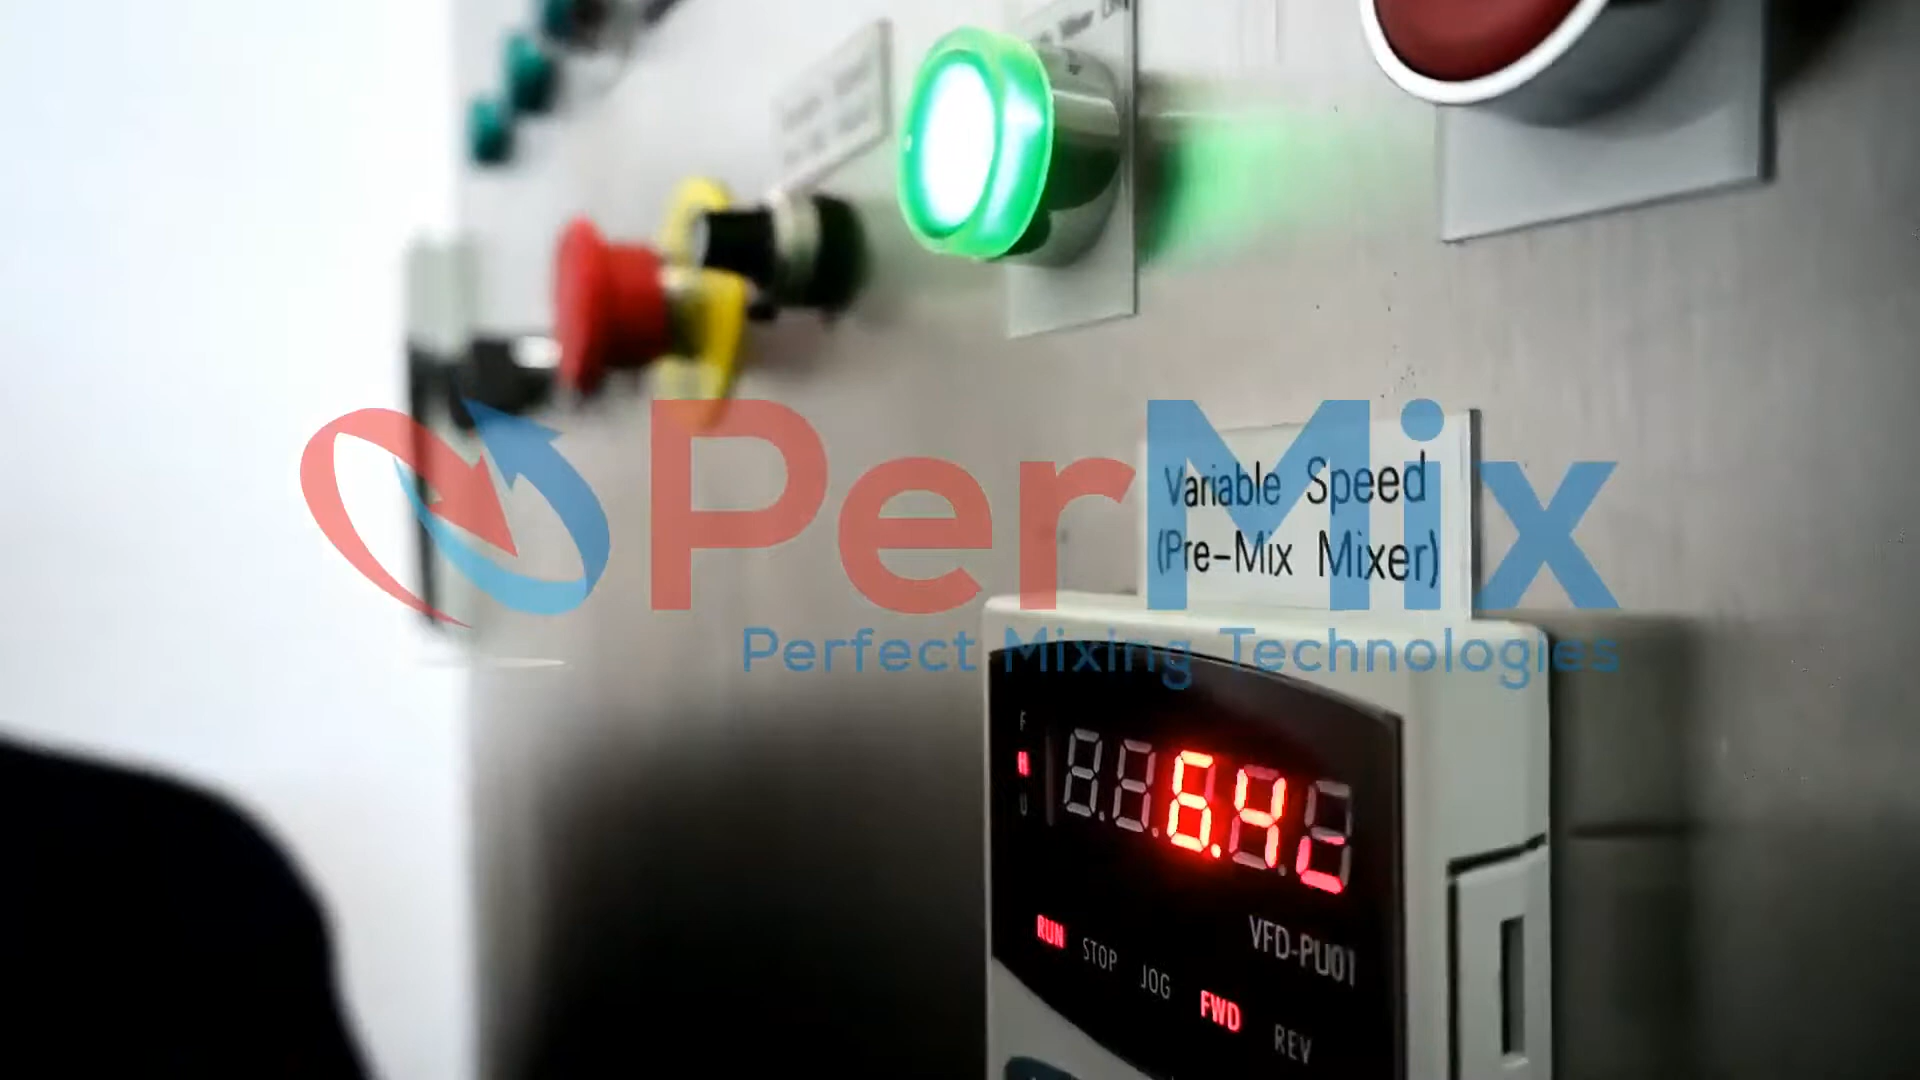 PerMix
Perfect Mixing Technologies
Variable Speed
(Pre-Mix Mixer)
F
H
U
RUN
STOP
JOG
FWD
REV
VFD-PU01